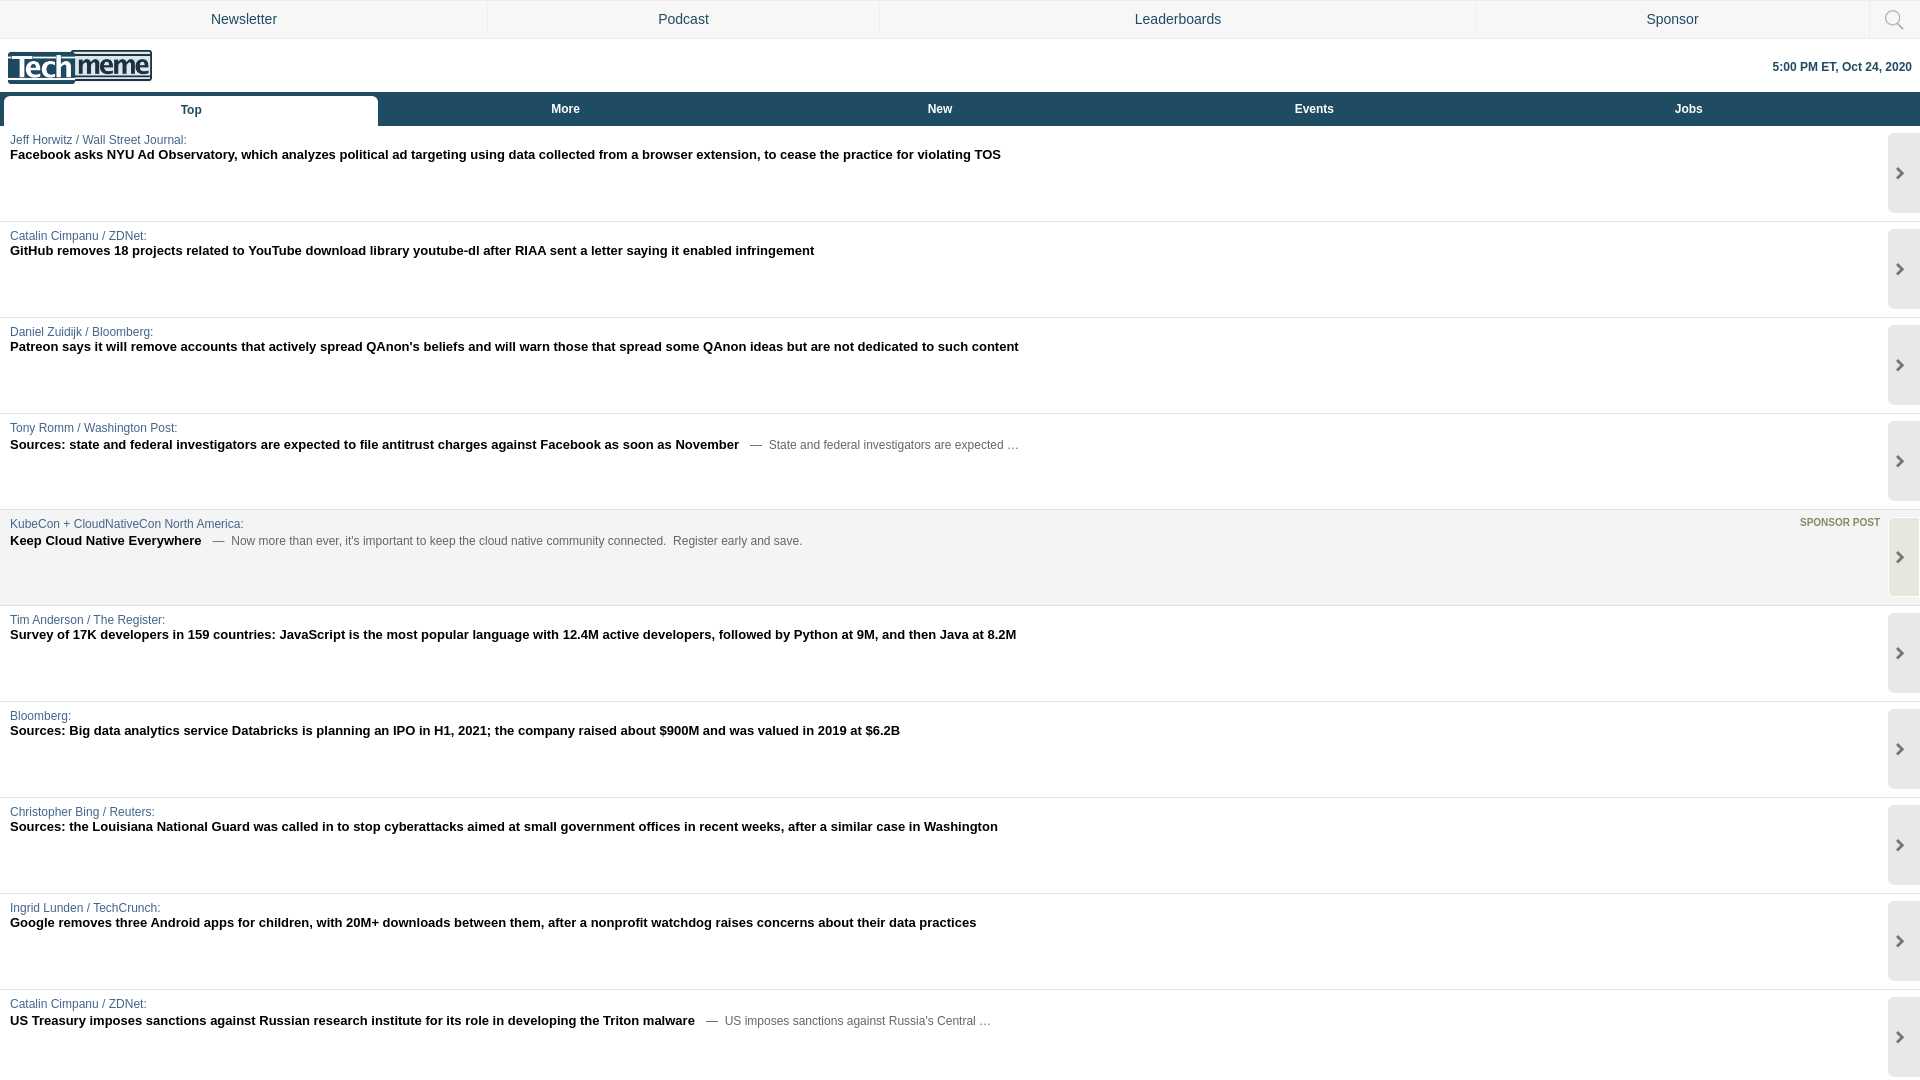 Newsletter
Podcast
Leaderboards
Sponsor
Techmeme
5:00 PM ET, Oct 24, 2020
Top
More
New
Events
Jobs
Jeff Horwitz / Wall Street Journal:
Facebook asks NYU Ad Observatory, which analyzes political ad targeting using data collected from a browser extension, to cease the practice for violating TOS
Catalin Cimpanu / ZDNet:
GitHub removes 18 projects related to YouTube download library youtube-dl after RIAA sent a letter saying it enabled infringement
Daniel Zuidijk / Bloomberg:
Patreon says it will remove accounts that actively spread QAnon's beliefs and will warn those that spread some QAnon ideas but are not dedicated to such content
Tony Romm / Washington Post:
Sources: state and federal investigators are expected to file antitrust charges against Facebook as soon as November — State and federal investigators are expected …
KubeCon + CloudNativeCon North America:
SPONSOR POST
Keep Cloud Native Everywhere — Now more than ever, it's important to keep the cloud native community connected. Register early and save.
Tim Anderson / The Register:
Survey of 17K developers in 159 countries: JavaScript is the most popular language with 12.4M active developers, followed by Python at 9M, and then Java at 8.2M
Bloomberg:
Sources: Big data analytics service Databricks is planning an IPO in H1, 2021; the company raised about $900M and was valued in 2019 at $6.2B
Christopher Bing / Reuters:
Sources: the Louisiana National Guard was called in to stop cyberattacks aimed at small government offices in recent weeks, after a similar case in Washington
Ingrid Lunden / TechCrunch:
Google removes three Android apps for children, with 20M+ downloads between them, after a nonprofit watchdog raises concerns about their data practices
Catalin Cimpanu / ZDNet:
US Treasury imposes sanctions against Russian research institute for its role in developing the Triton malware — US imposes sanctions against Russia's Central …